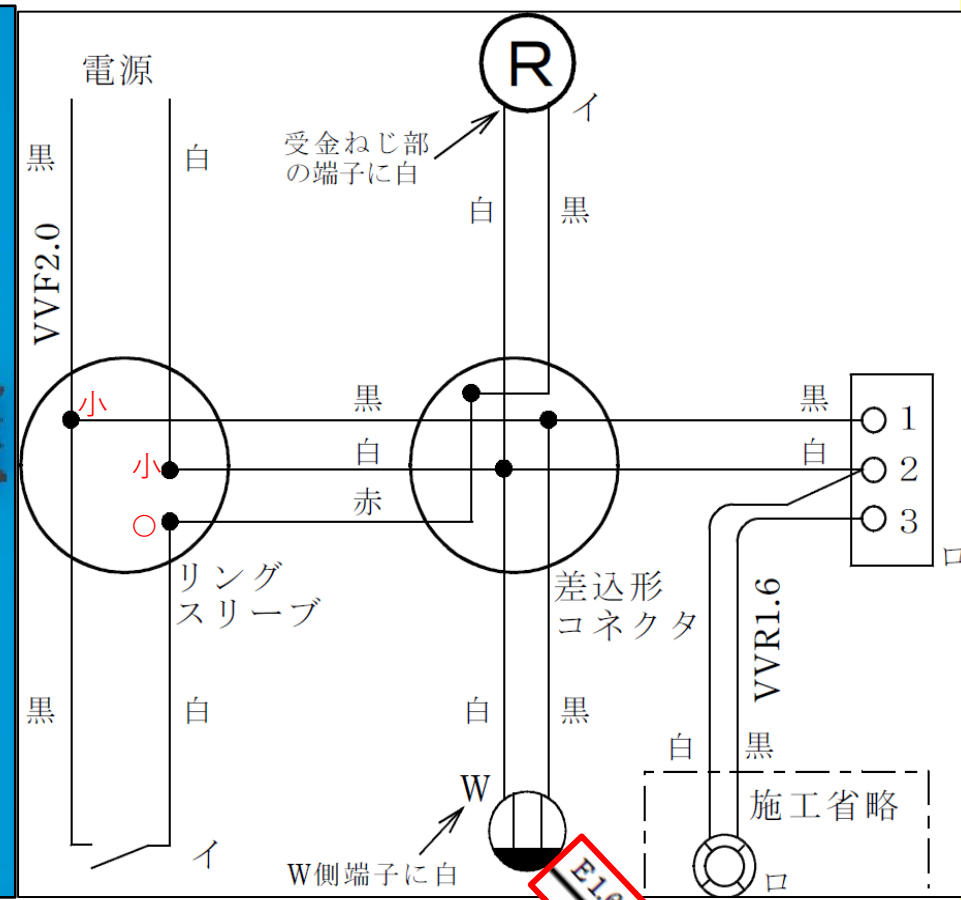 電源
R
イ
受金ねじ部
の端子に白
黒
白
白
黒
VVF2.0
小
黒
黒
1
小
白
白
2
○
赤
3
ロ
リング
スリーブ
差込形
コネクタ
VVR1.6
黒
白
白
黒
白
黒
W
施工省略
イ
W側端子に白
E1.6
ロ